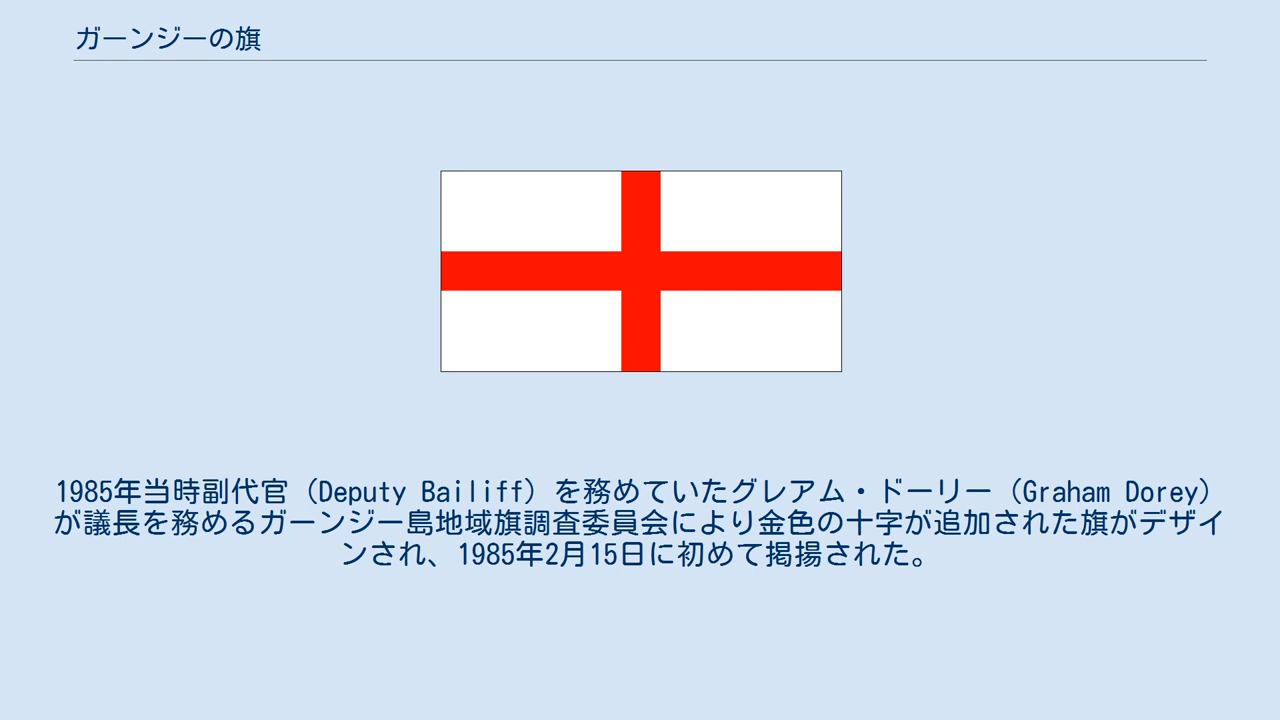 ガーンジーの旗
1985年当時副代官（Deputy Bailiff）を務めていたグレアム・ドーリー（Graham Dorey）
が議長を務めるガーンジー島地域旗調査委員会により金色の十字が追加された旗がデザイ
ンされ、1985年2月15日に初めて掲揚された。